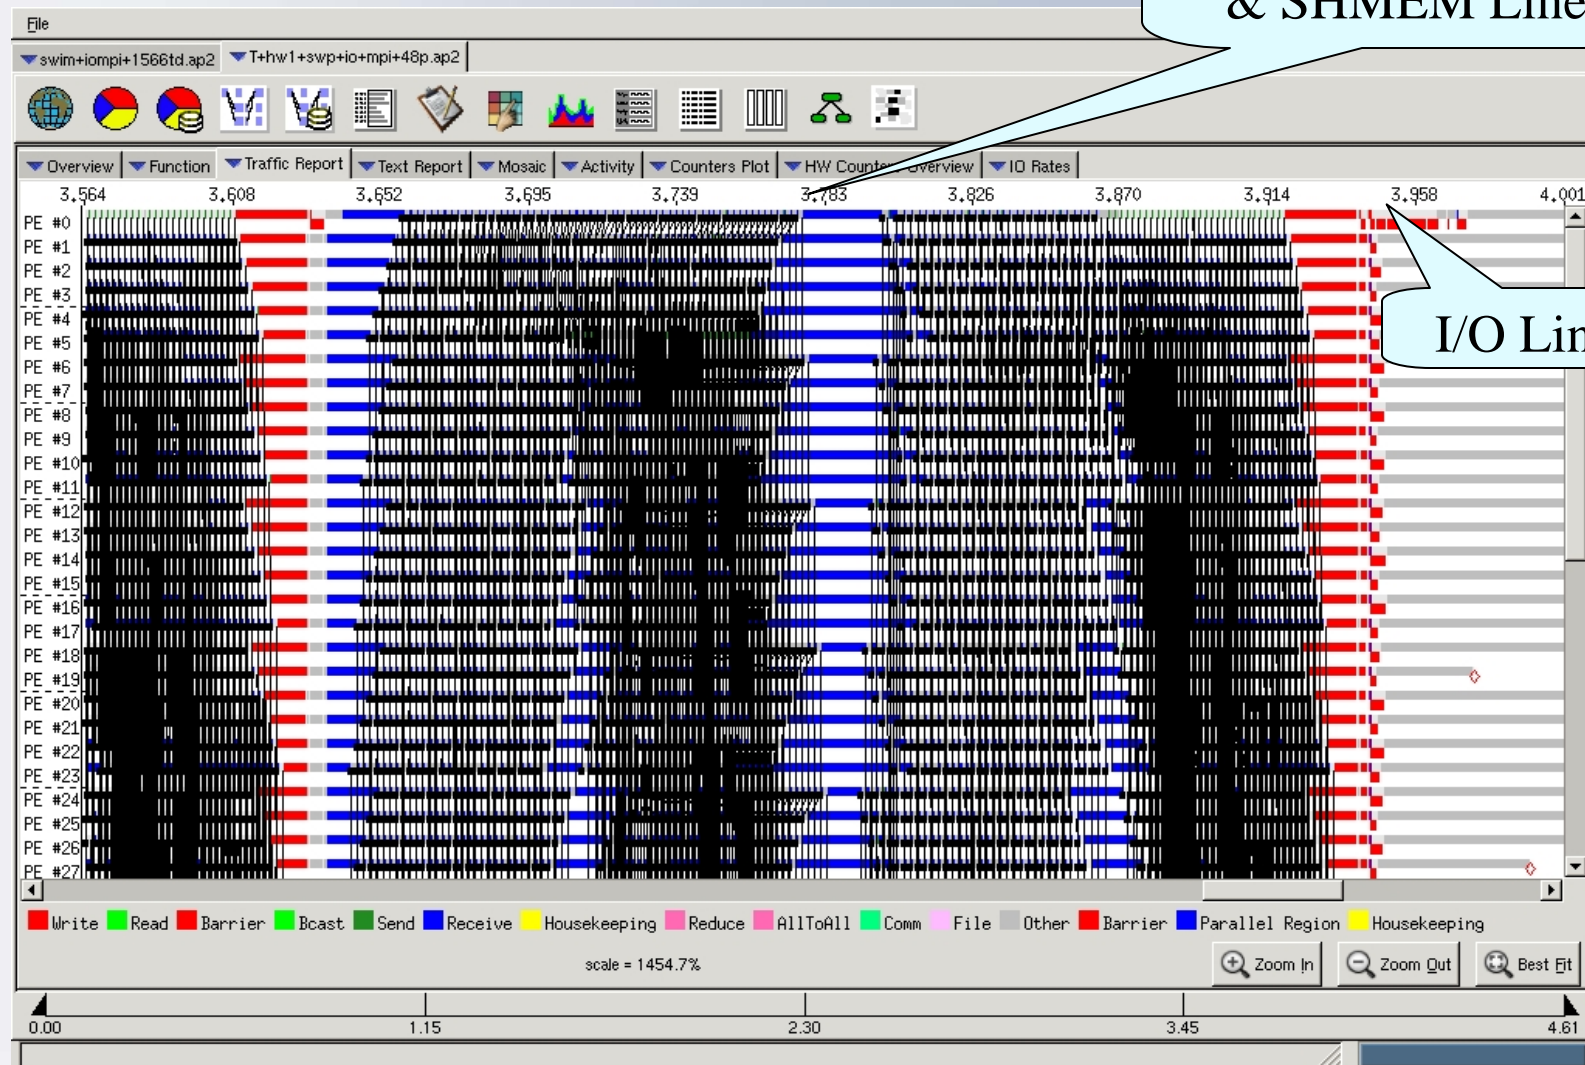 & SHMEM Line
File
swim+iompi+1566td.ap2 T+hw1+swp+io+mpi+48p.ap2
Overview Function Traffic Report Text Report Mosaic Activity Counters Plot HW Counter Overview IO Rates
3.564 3.608 3.652 3.695 3.739 3.783 3.826 3.870 3.914 3.958 4.001
PE #0
PE #1
PE #2
PE #3
PE #4
PE #5
I/O Lin
PE #6
PE #7
PE #8
PE #9
PE #10
PE #11
PE #12
PE #13
PE #14
PE #15
PE #16
PE #17
PE #18
PE #19
PE #20
PE #21
PE #22
PE #23
PE #24
PE #25
PE #26
PE #27
Write Read Barrier Bcast Send Receive Housekeeping Reduce AllToAll Comm File Other Barrier Parallel Region Housekeeping
scale = 1454.7% Zoom In Zoom Out Best Fit
0.00 1.15 2.30 3.45 4.61